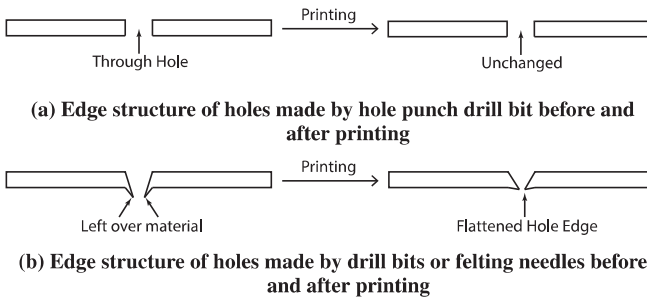 Printing
Through Hole
Unchanged
(a) Edge structure of holes made by hole punch drill bit before and
after printing
Printing
Left over material
Flattened Hole Edge
(b) Edge structure of holes made by drill bits or felting needles before
and after printing